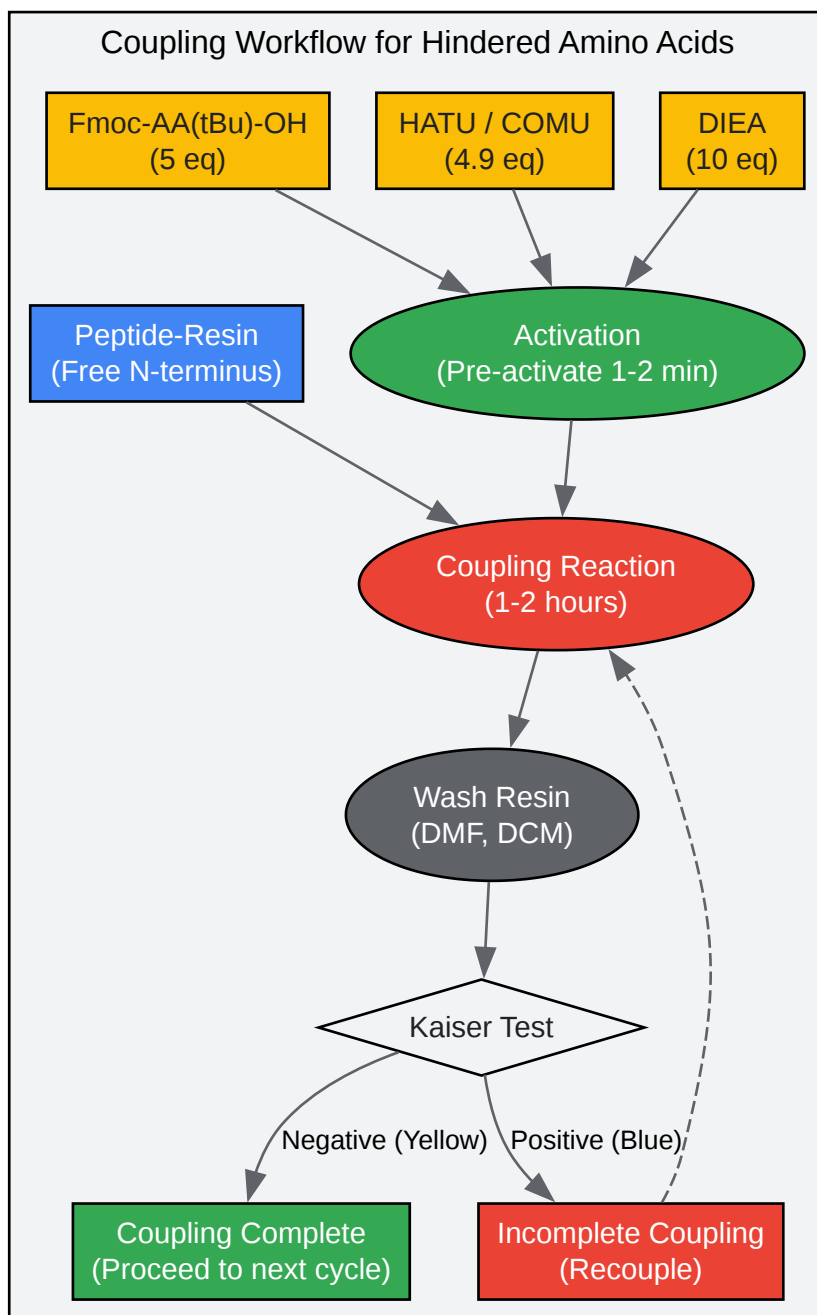 Coupling Workflow for Hindered Amino Acids
Fmoc-AA(tBu)-OH
(5 eq)
HATU / COMU
(4.9 eq)
DIEA
(10 eq)
Peptide-Resin
(Free N-terminus)
Activation
(Pre-activate 1-2 min)
Coupling Reaction
(1-2 hours)
Wash Resin
(DMF, DCM)
Kaiser Test
Negative (Yellow)
Positive (Blue)
Coupling Complete
(Proceed to next cycle)
Incomplete Coupling
(Recouple)